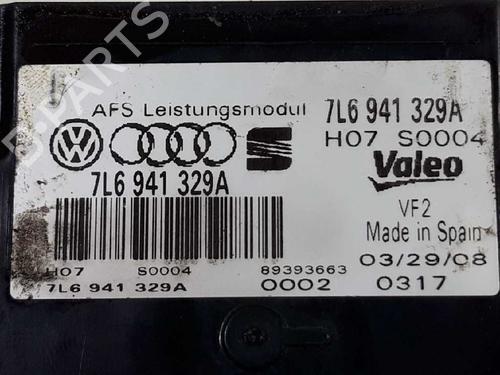 AFS Leistungsmodul 7L6 941 329A
H07 S0004
7L6 941 329A
Valeo
VF2
Made in Spain
H07 S0004 89393663
03/29/08
7L6 941 329A 0002 0317